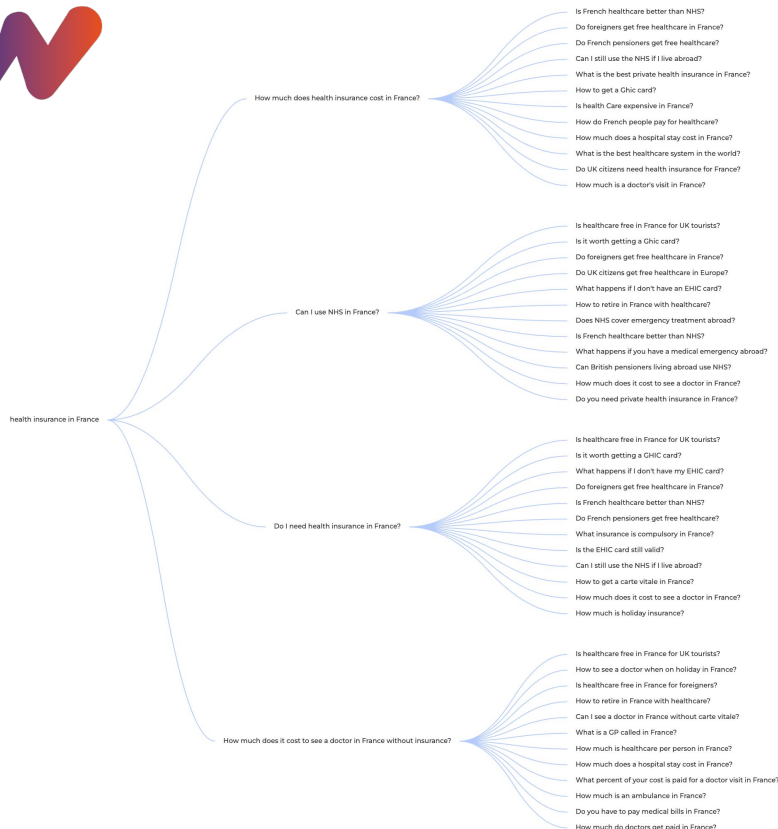 health insurance in France
How much does health insurance cost in France?
Is French healthcare better than NHS?
Do foreigners get free healthcare in France?
Do French pensioners get free healthcare?
Can I still use the NHS if I live abroad?
What is the best private health insurance in France?
How to get a Ghic card?
Is health Care expensive in France?
How do French people pay for healthcare?
How much does a hospital stay cost in France?
What is the best healthcare system in the world?
Do UK citizens need health insurance for France?
How much is a doctor's visit in France?
Can I use NHS in France?
Is healthcare free in France for UK tourists?
Is it worth getting a Ghic card?
Do foreigners get free healthcare in France?
Do UK citizens get free healthcare in Europe?
What happens if I don't have an EHIC card?
How to retire in France with healthcare?
Does NHS cover emergency treatment abroad?
Is French healthcare better than NHS?
What happens if you have a medical emergency abroad?
Can British pensioners living abroad use NHS?
How much does it cost to see a doctor in France?
Do you need private health insurance in France?
Do I need health insurance in France?
Is healthcare free in France for UK tourists?
Is it worth getting a GHIC card?
What happens if I don't have my EHIC card?
Do foreigners get free healthcare in France?
Is French healthcare better than NHS?
Do French pensioners get free healthcare?
What insurance is compulsory in France?
Is the EHIC card still valid?
Can I still use the NHS if I live abroad?
How to get a carte vitale in France?
How much does it cost to see a doctor in France?
How much is holiday insurance?
How much does it cost to see a doctor in France without insurance?
Is healthcare free in France for UK tourists?
How to see a doctor when on holiday in France?
Is healthcare free in France for foreigners?
How to retire in France with healthcare?
Can I see a doctor in France without carte vitale?
What is a GP called in France?
How much is healthcare per person in France?
How much does a hospital stay cost in France?
What percent of your cost is paid for a doctor visit in France?
How much is an ambulance in France?
Do you have to pay medical bills in France?
How much do doctors get paid in France?